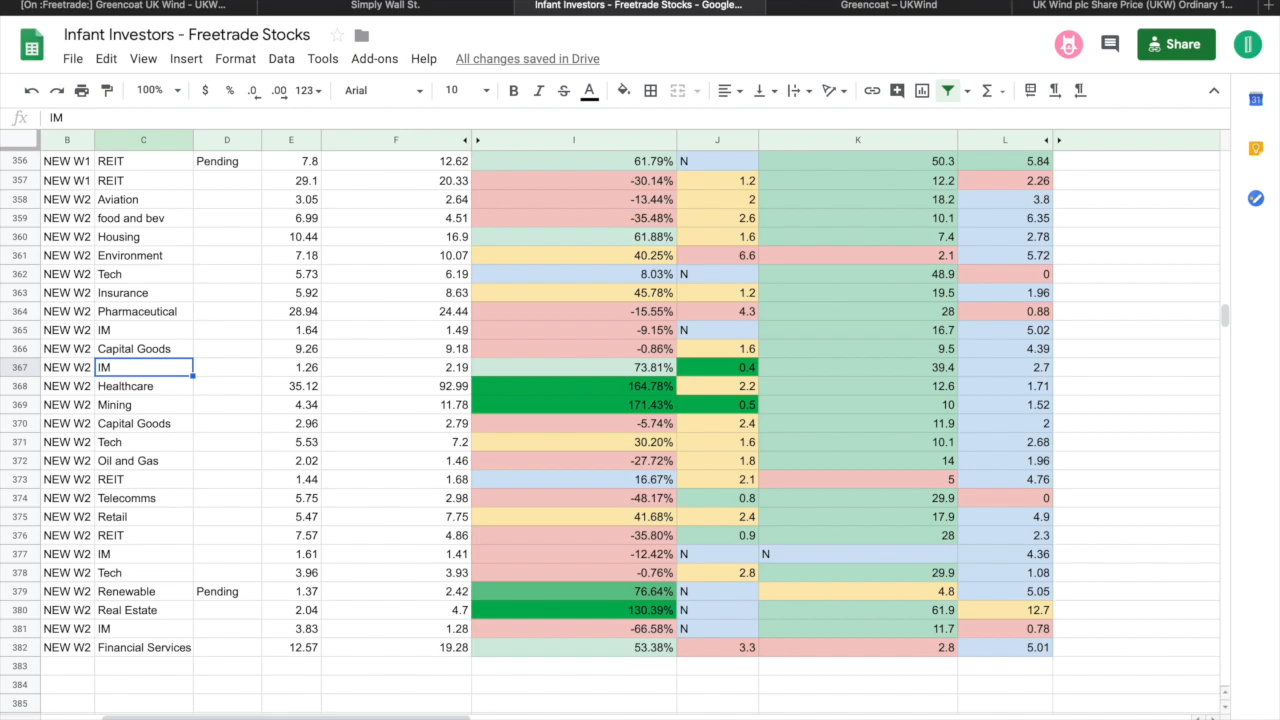 [On :Freetrade:] Greencoat UK Wind - UKW... Simply Wall St. Infant Investors - Freetrade Stocks - Google... Greencoat – UKWind UK Wind plc Share Price (UKW) Ordinary 1...
Infant Investors - Freetrade Stocks
File Edit View Insert Format Data Tools Add-ons Help All changes saved in Drive
Share
100% $ % .0 .00 123 Arial 10 B I S A
fx IM
B C D E F I J K L
356 NEW W1 REIT Pending 7.8 12.62 61.79% N 50.3 5.84
357 NEW W1 REIT 29.1 20.33 -30.14% 1.2 12.2 2.26
358 NEW W2 Aviation 3.05 2.64 -13.44% 2 18.2 3.8
359 NEW W2 food and bev 6.99 4.51 -35.48% 2.6 10.1 6.35
360 NEW W2 Housing 10.44 16.9 61.88% 1.6 7.4 2.78
361 NEW W2 Environment 7.18 10.07 40.25% 6.6 2.1 5.72
362 NEW W2 Tech 5.73 6.19 8.03% N 48.9 0
363 NEW W2 Insurance 5.92 8.63 45.78% 1.2 19.5 1.96
364 NEW W2 Pharmaceutical 28.94 24.44 -15.55% 4.3 28 0.88
365 NEW W2 IM 1.64 1.49 -9.15% N 16.7 5.02
366 NEW W2 Capital Goods 9.26 9.18 -0.86% 1.6 9.5 4.39
367 NEW W2 IM 1.26 2.19 73.81% 0.4 39.4 2.7
368 NEW W2 Healthcare 35.12 92.99 164.78% 2.2 12.6 1.71
369 NEW W2 Mining 4.34 11.78 171.43% 0.5 10 1.52
370 NEW W2 Capital Goods 2.96 2.79 -5.74% 2.4 11.9 2
371 NEW W2 Tech 5.53 7.2 30.20% 1.6 10.1 2.68
372 NEW W2 Oil and Gas 2.02 1.46 -27.72% 1.8 14 1.96
373 NEW W2 REIT 1.44 1.68 16.67% 2.1 5 4.76
374 NEW W2 Telecomms 5.75 2.98 -48.17% 0.8 29.9 0
375 NEW W2 Retail 5.47 7.75 41.68% 2.4 17.9 4.9
376 NEW W2 REIT 7.57 4.86 -35.80% 0.9 28 2.3
377 NEW W2 IM 1.61 1.41 -12.42% N N 4.36
378 NEW W2 Tech 3.96 3.93 -0.76% 2.8 29.9 1.08
379 NEW W2 Renewable Pending 1.37 2.42 76.64% N 4.8 5.05
380 NEW W2 Real Estate 2.04 4.7 130.39% N 61.9 12.7
381 NEW W2 IM 3.83 1.28 -66.58% N 11.7 0.78
382 NEW W2 Financial Services 12.57 19.28 53.38% 3.3 2.8 5.01
383
384
385